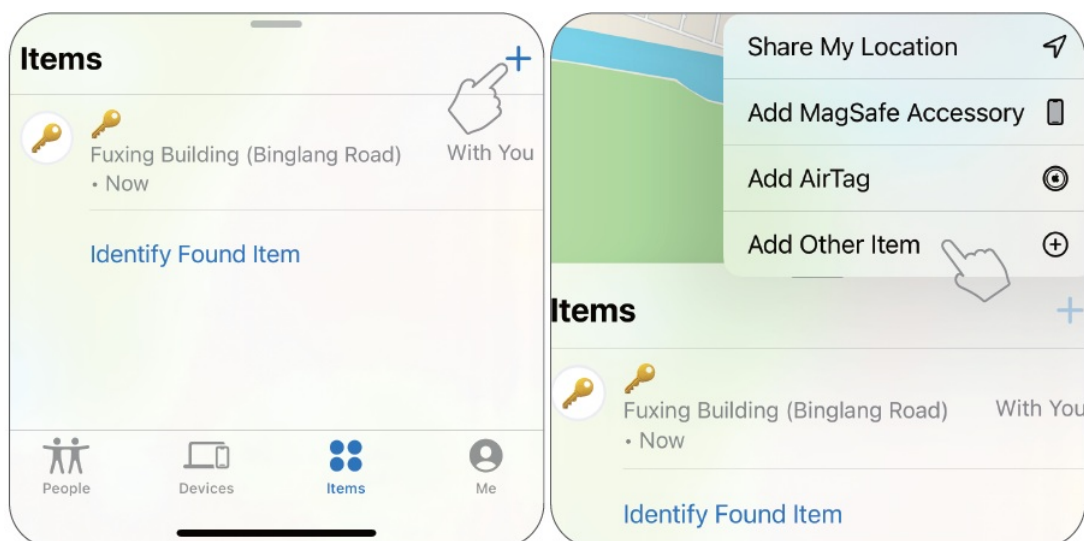 Items
Fuxing Building (Binglang Road)
• Now
With You
Identify Found Item
People
Devices
Items
Me
Share My Location
Add MagSafe Accessory
Add AirTag
Add Other Item
Items
Fuxing Building (Binglang Road)
• Now
With You
Identify Found Item